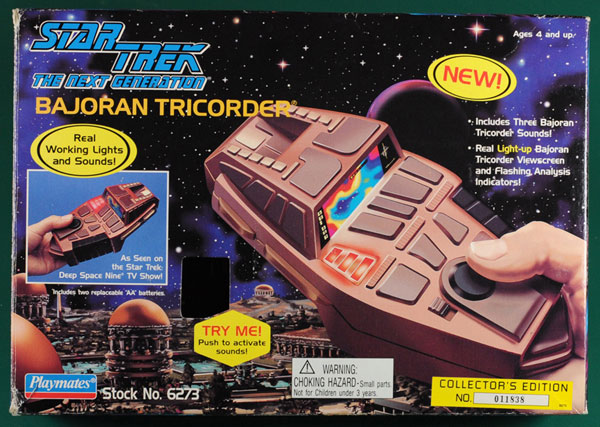 STAR TREK
THE NEXT GENERATION
BAJORAN TRICORDER
Ages 4 and up.
NEW!
• Includes Three Bajoran
Tricorder Sounds!
• Real Light-up Bajoran
Tricorder Viewscreen
and Flashing Analysis
Indicators!
Real
Working Lights
and Sounds!
As Seen on
the Star Trek:
Deep Space Nine® TV Show!
Includes two replaceable "AA" batteries.
TRY ME!
Push to activate
sounds!
Playmates®
Stock No. 6273
WARNING:
CHOKING HAZARD-Small parts.
Not for Children under 3 years.
COLLECTOR'S EDITION
NO. 011838